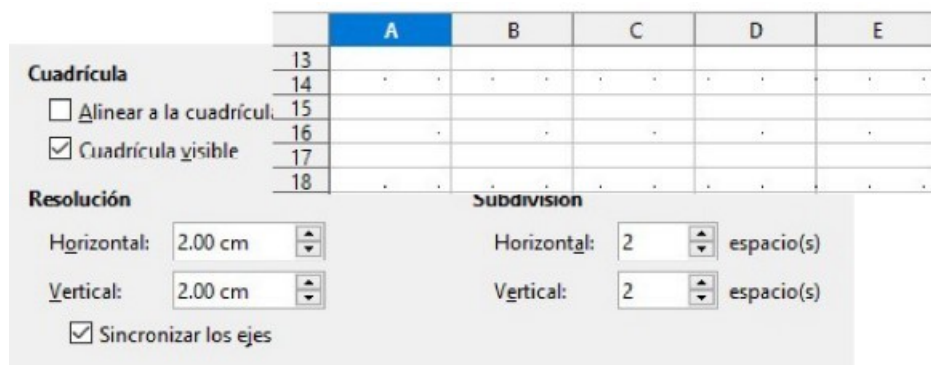 A B C D E
13
Cuadrícula
14
Alinear a la cuadrícula
15
16
Cuadrícula visible
17
18
Resolución Subdivisión
Horizontal: 2.00 cm Horizontal: 2 espacio(s)
Vertical: 2.00 cm Vertical: 2 espacio(s)
Sincronizar los ejes